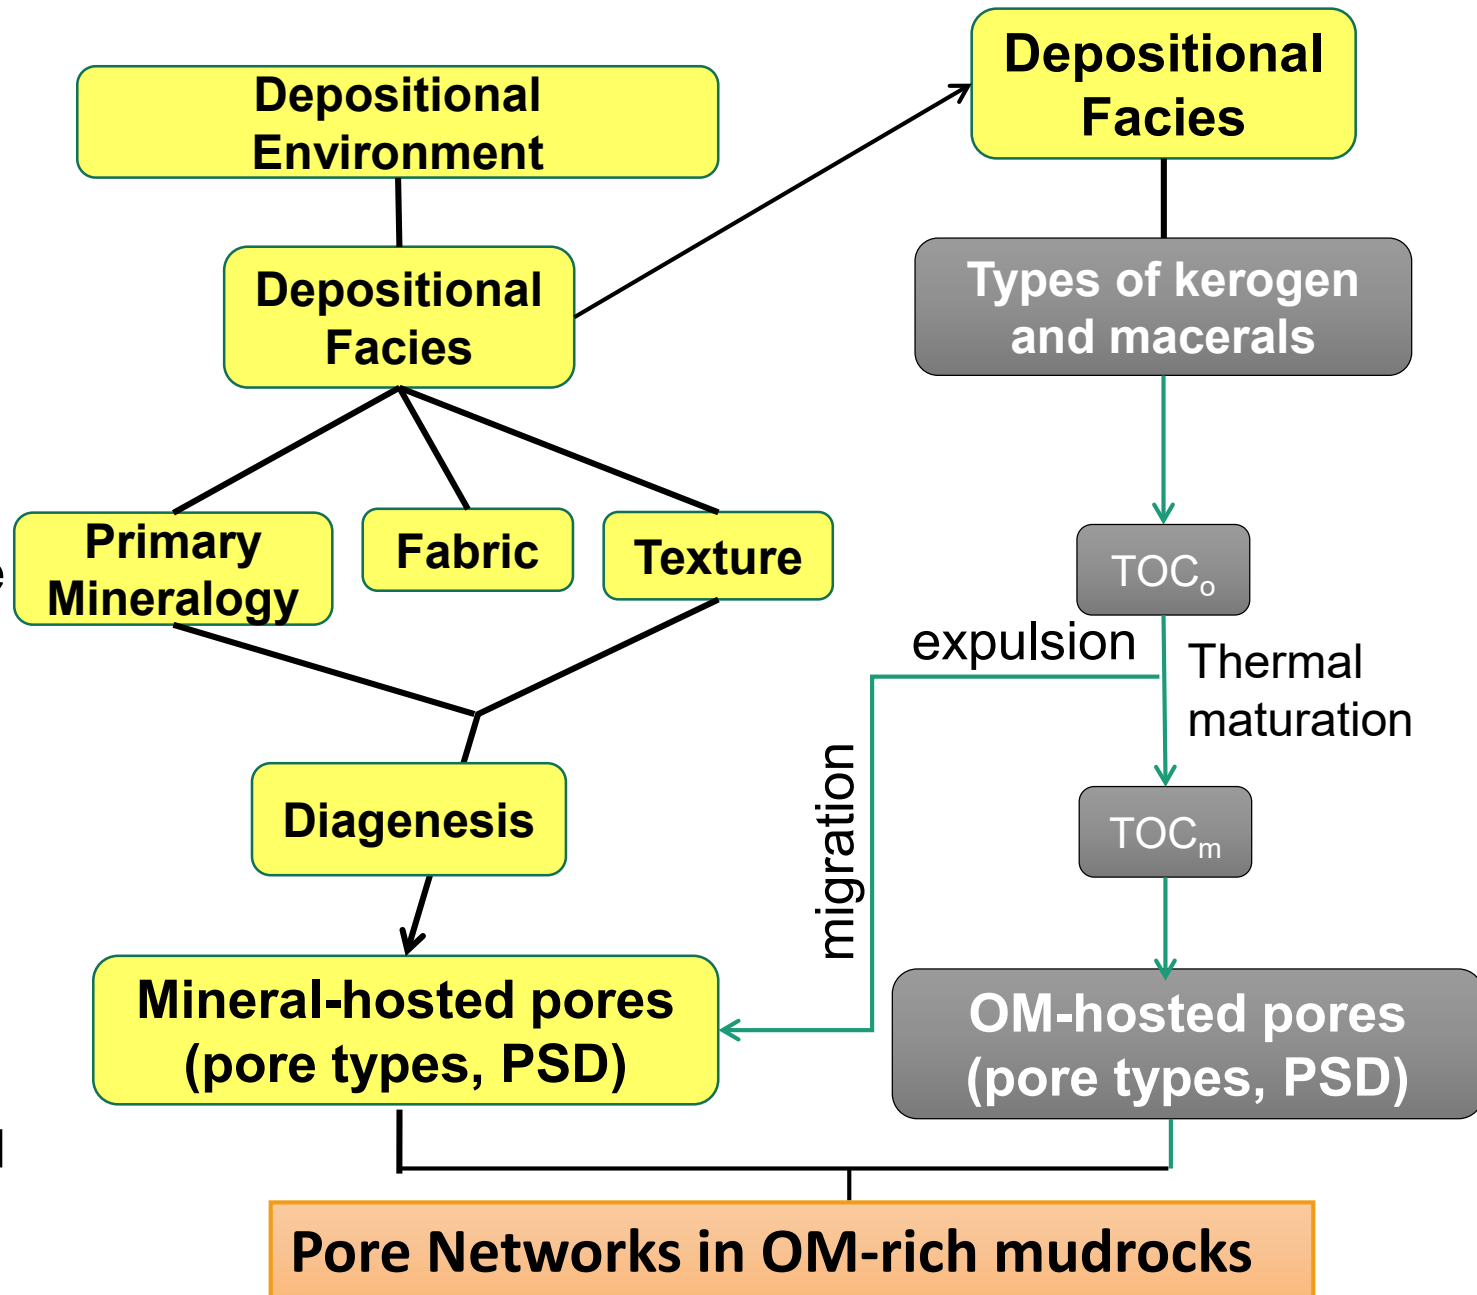 Depositional
Environment
Depositional
Facies
Depositional
Facies
Types of kerogen
and macerals
Primary
Mineralogy
Fabric
Texture
TOCₒ
expulsion
Thermal
maturation
migration
Diagenesis
TOCₘ
Mineral-hosted pores
(pore types, PSD)
OM-hosted pores
(pore types, PSD)
Pore Networks in OM-rich mudrocks